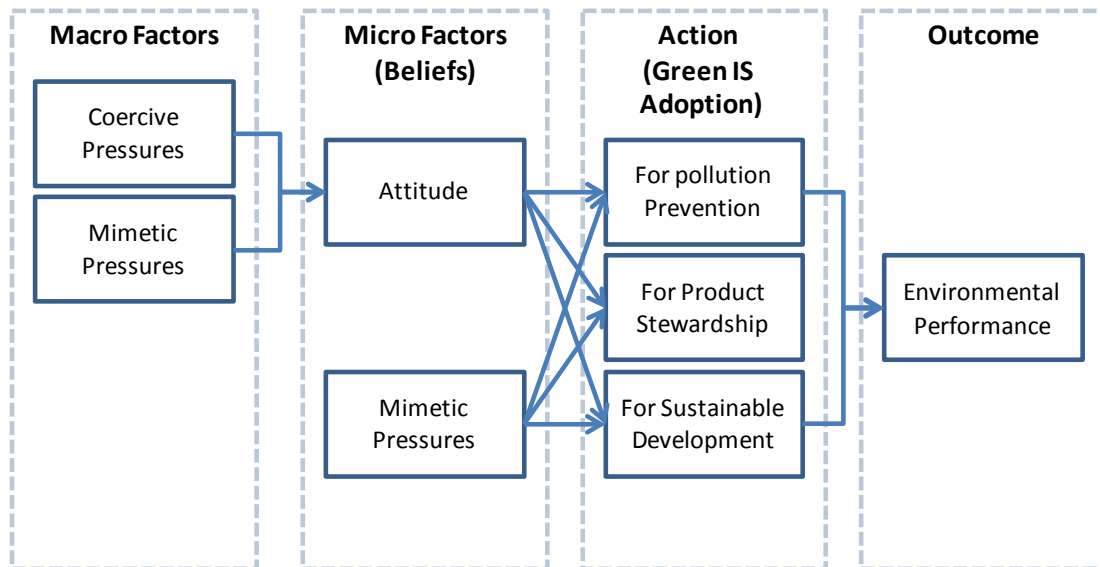 Macro Factors
Coercive
Pressures
Mimetic
Pressures
Micro Factors
(Beliefs)
Attitude
Mimetic
Pressures
Action
(Green IS
Adoption)
For pollution
Prevention
For Product
Stewardship
For Sustainable
Development
Outcome
Environmental
Performance